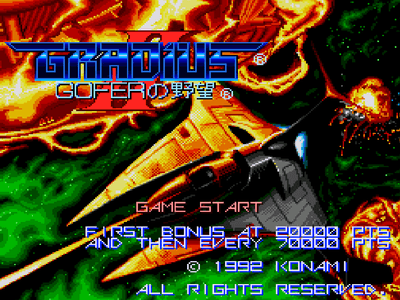 GRADIUS®
II
GOFERの野望®
GAME START
FIRST BONUS AT 20000 PTS
AND THEN EVERY 70000 PTS
© 1992 KONAMI
ALL RIGHTS RESERVED.